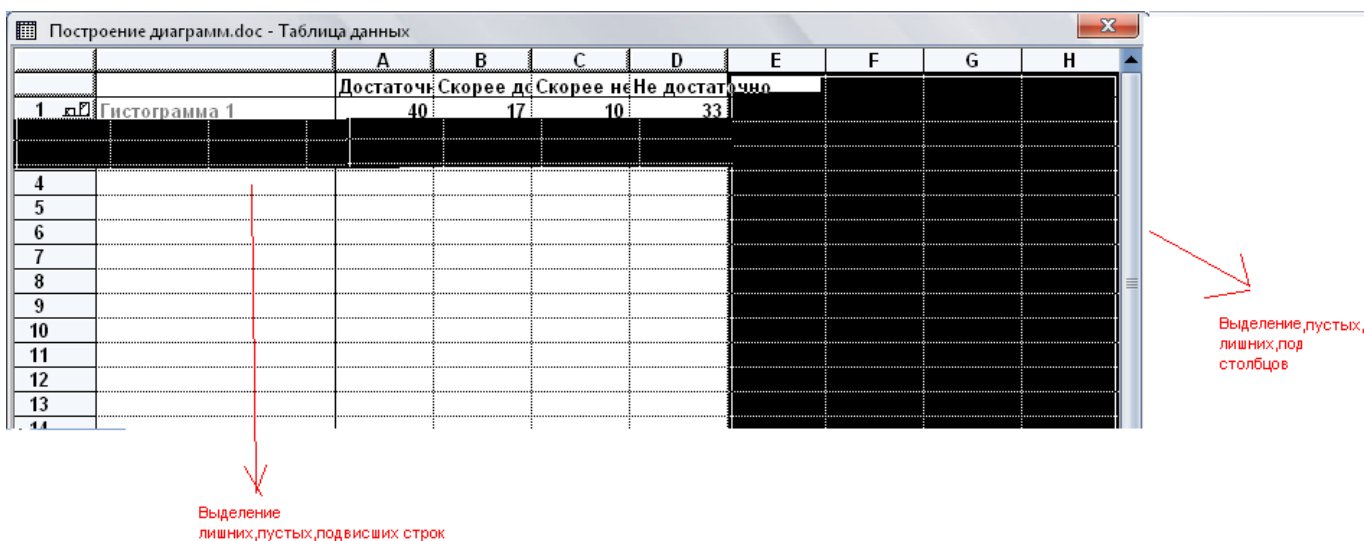 Построение диаграмм.doc - Таблица данных
A B C D E F G H
Достаточн Скорее до Скорее не Не достаточно
1 Гистограмма 1 40 17 10 33
4
5
6
7
8
9
10
11
12
13
14
Выделение,пустых,
лишних,под
столбцов
Выделение
лишних,пустых,подвисших строк